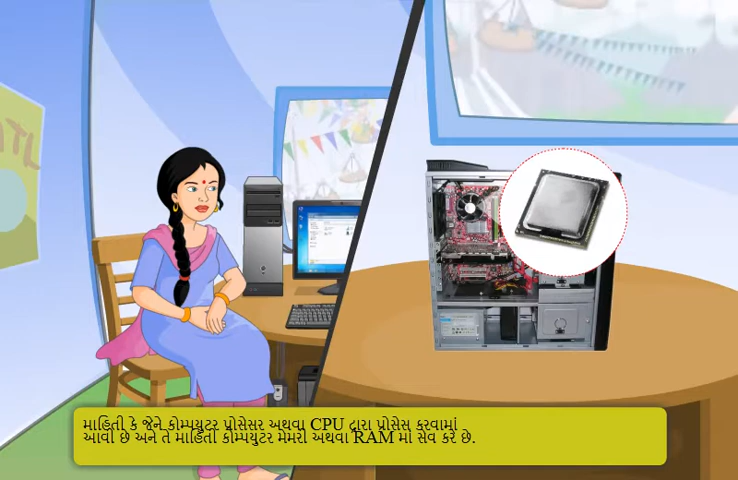 માહિતી કે જેને કોમ્પ્યુટર પ્રોસેસર અથવા CPU દ્વારા પ્રોસેસ કરવામાં
આવી છે અને તે માહિતી કોમ્પ્યુટર મેમરી અથવા RAM માં સેવ કરે છે.